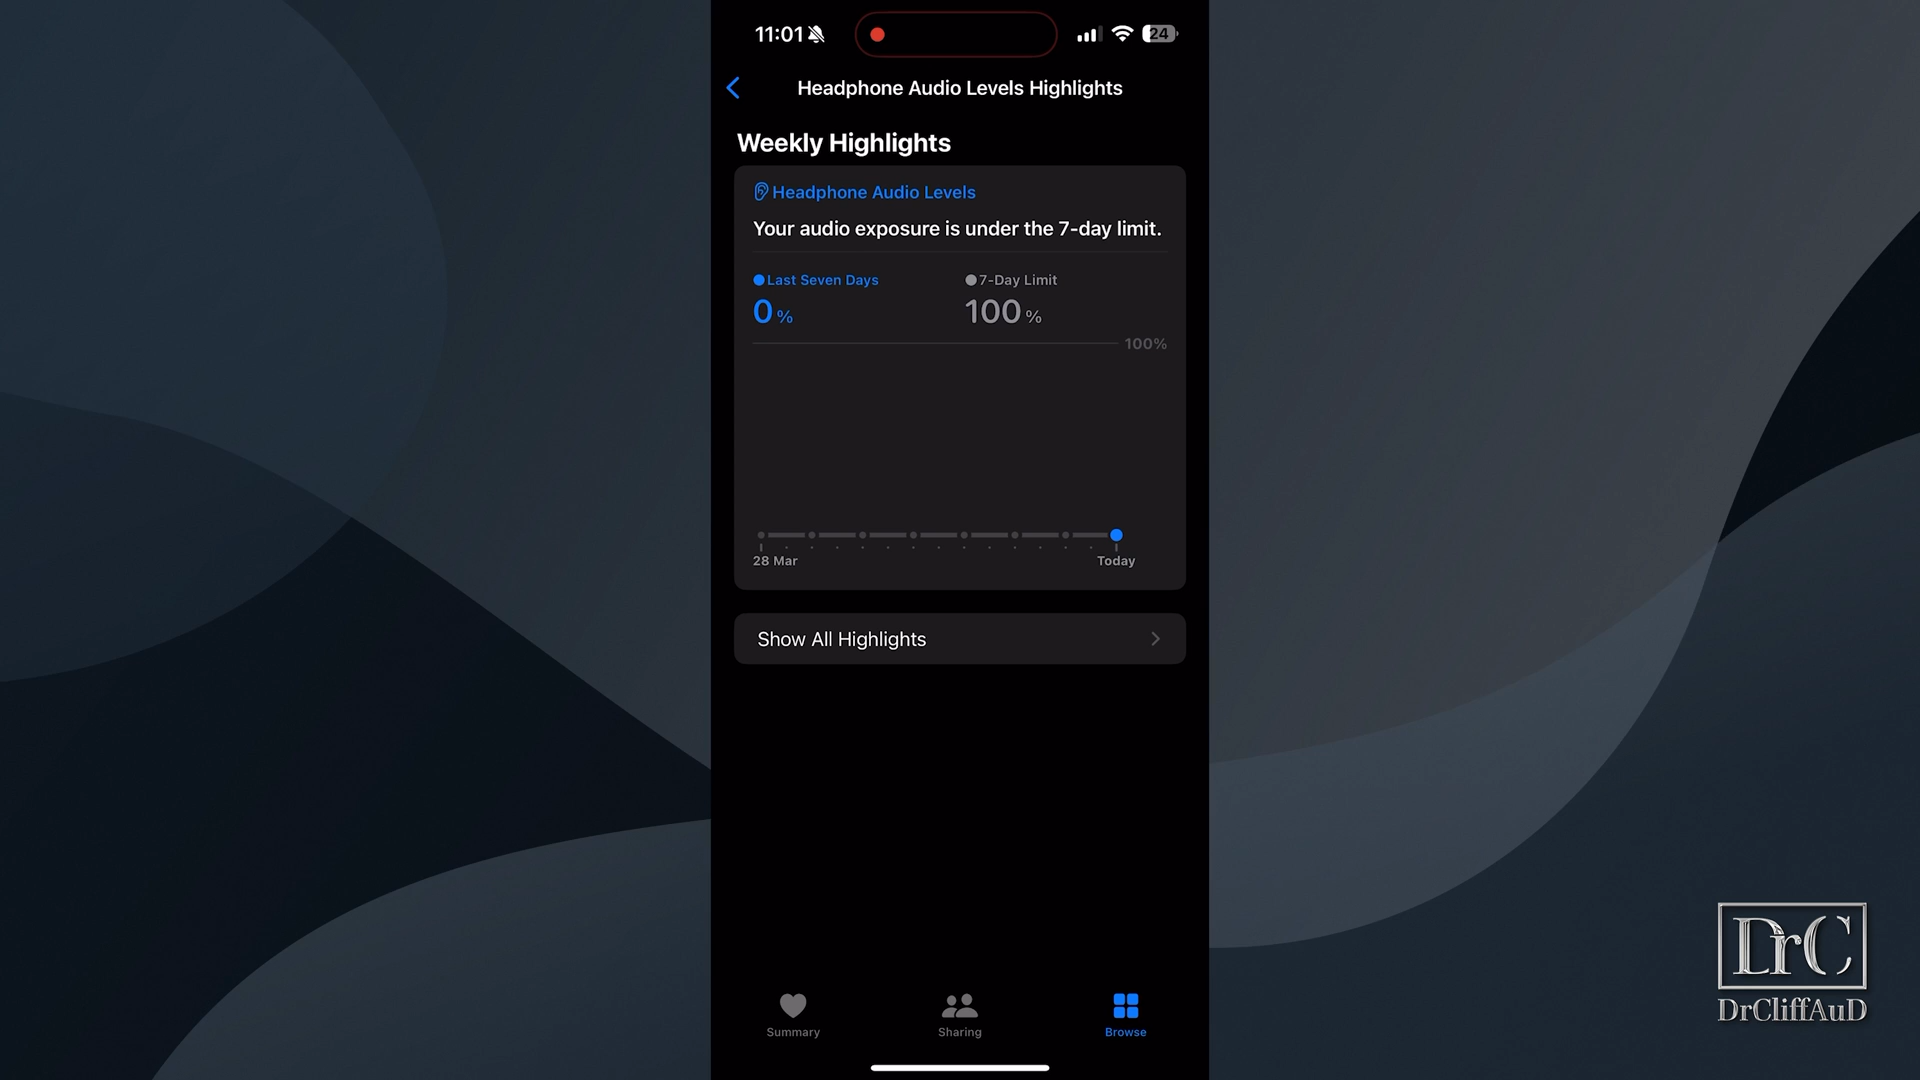 11:01
24
Headphone Audio Levels Highlights
Weekly Highlights
Headphone Audio Levels
Your audio exposure is under the 7-day limit.
Last Seven Days
7-Day Limit
0 %
100 %
100%
28 Mar
Today
Show All Highlights
Summary
Sharing
Browse
DrC
DrCliffAuD